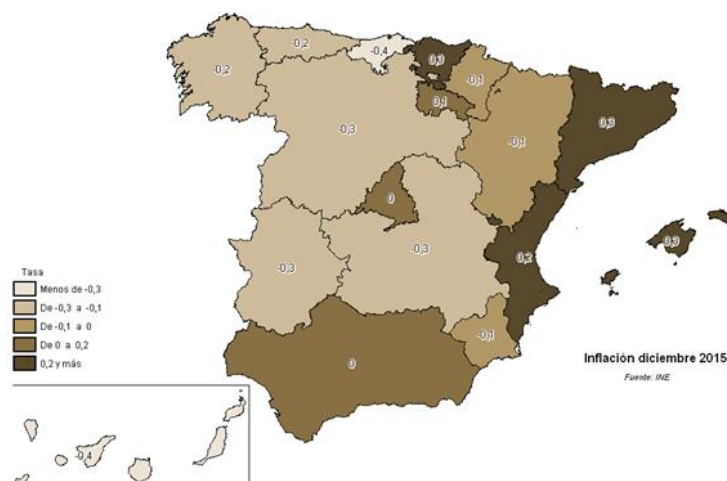 -0,2
-0,2
-0,4
0,3
-0,1
0,1
-0,3
-0,1
0,3
0
-0,3
-0,3
0,2
0,3
-0,1
0
Tasa
Menos de -0,3
De -0,3 a -0,1
De -0,1 a 0
De 0 a 0,2
0,2 y más
Inflación diciembre 2015
Fuente: INE
-0,4